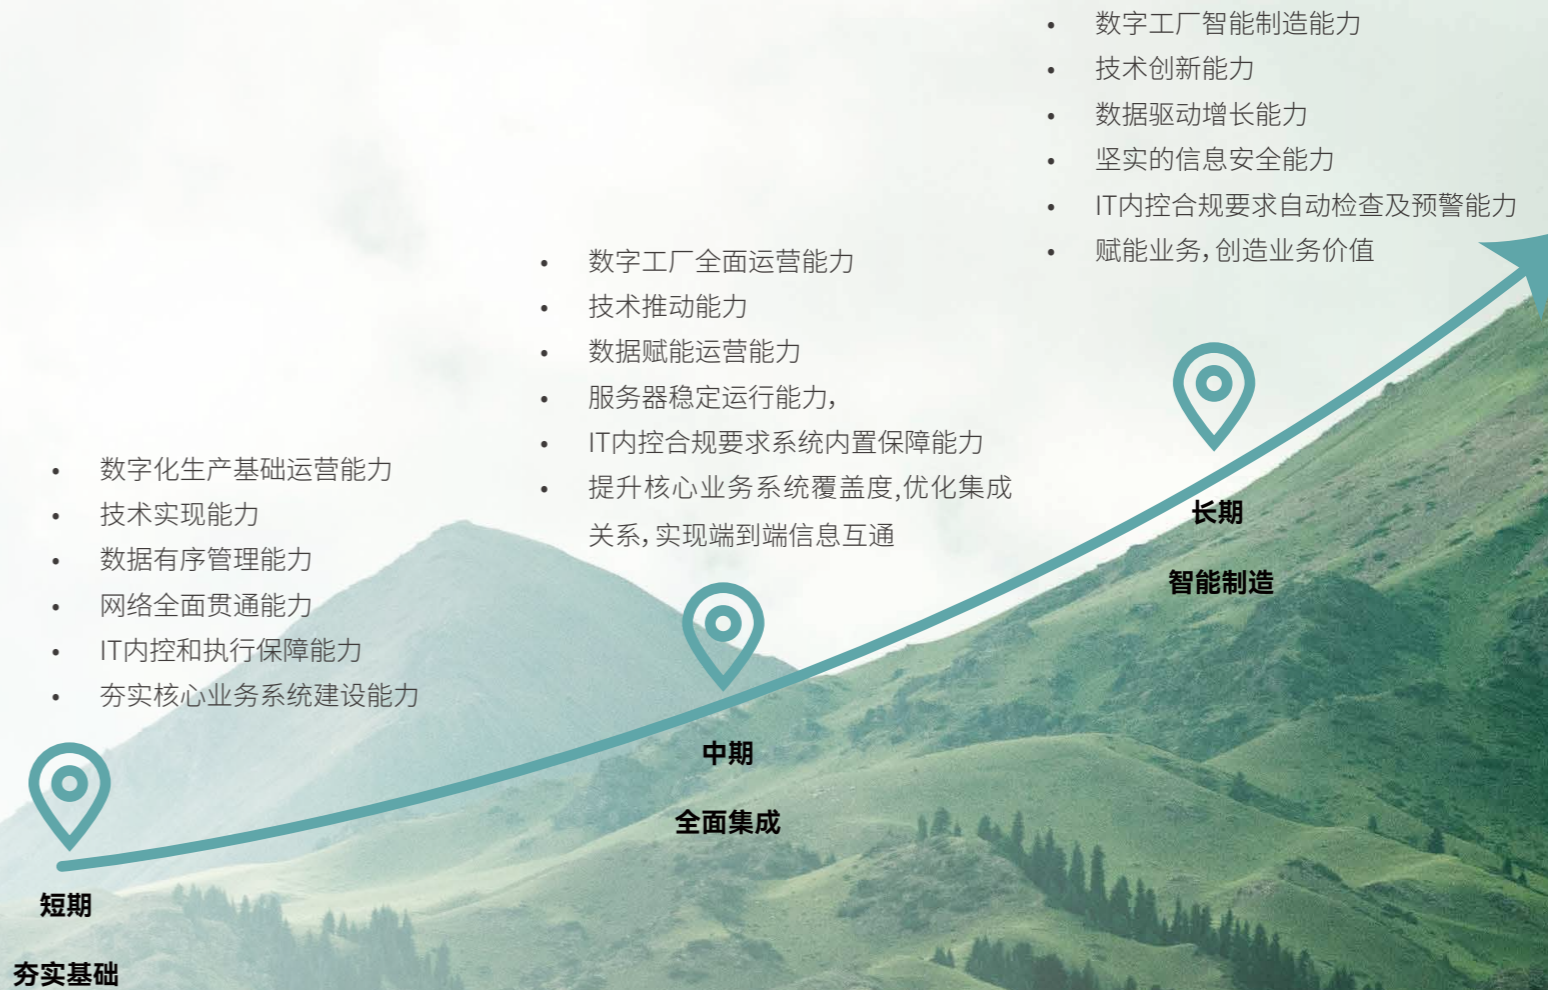 • 数字工厂智能制造能力
• 技术创新能力
• 数据驱动增长能力
• 坚实的信息安全能力
• IT内控合规要求自动检查及预警能力
• 赋能业务，创造业务价值
• 数字工厂全面运营能力
• 技术推动能力
• 数据赋能运营能力
• 服务器稳定运行能力，
• IT内控合规要求系统内置保障能力
• 提升核心业务系统覆盖度,优化集成
关系，实现端到端信息互通
• 数字化生产基础运营能力
• 技术实现能力
• 数据有序管理能力
• 网络全面贯通能力
• IT内控和执行保障能力
• 夯实核心业务系统建设能力
长期
智能制造
中期
全面集成
短期
夯实基础